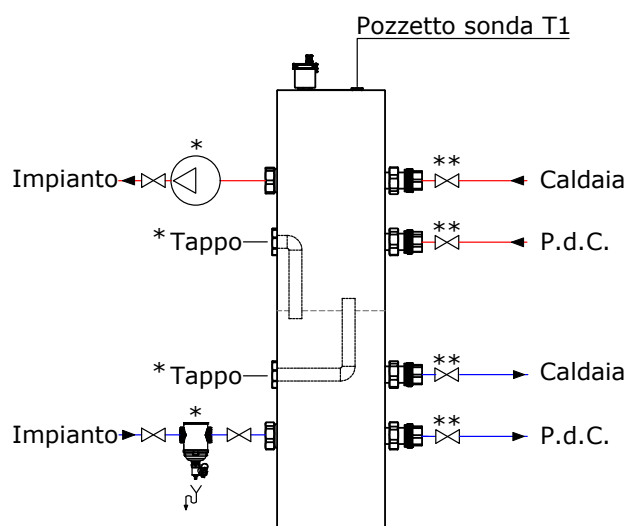 Pozzetto sonda T1
*
**
Impianto
Caldaia
**
* Tappo
P.d.C.
**
* Tappo
Caldaia
*
**
Impianto
P.d.C.